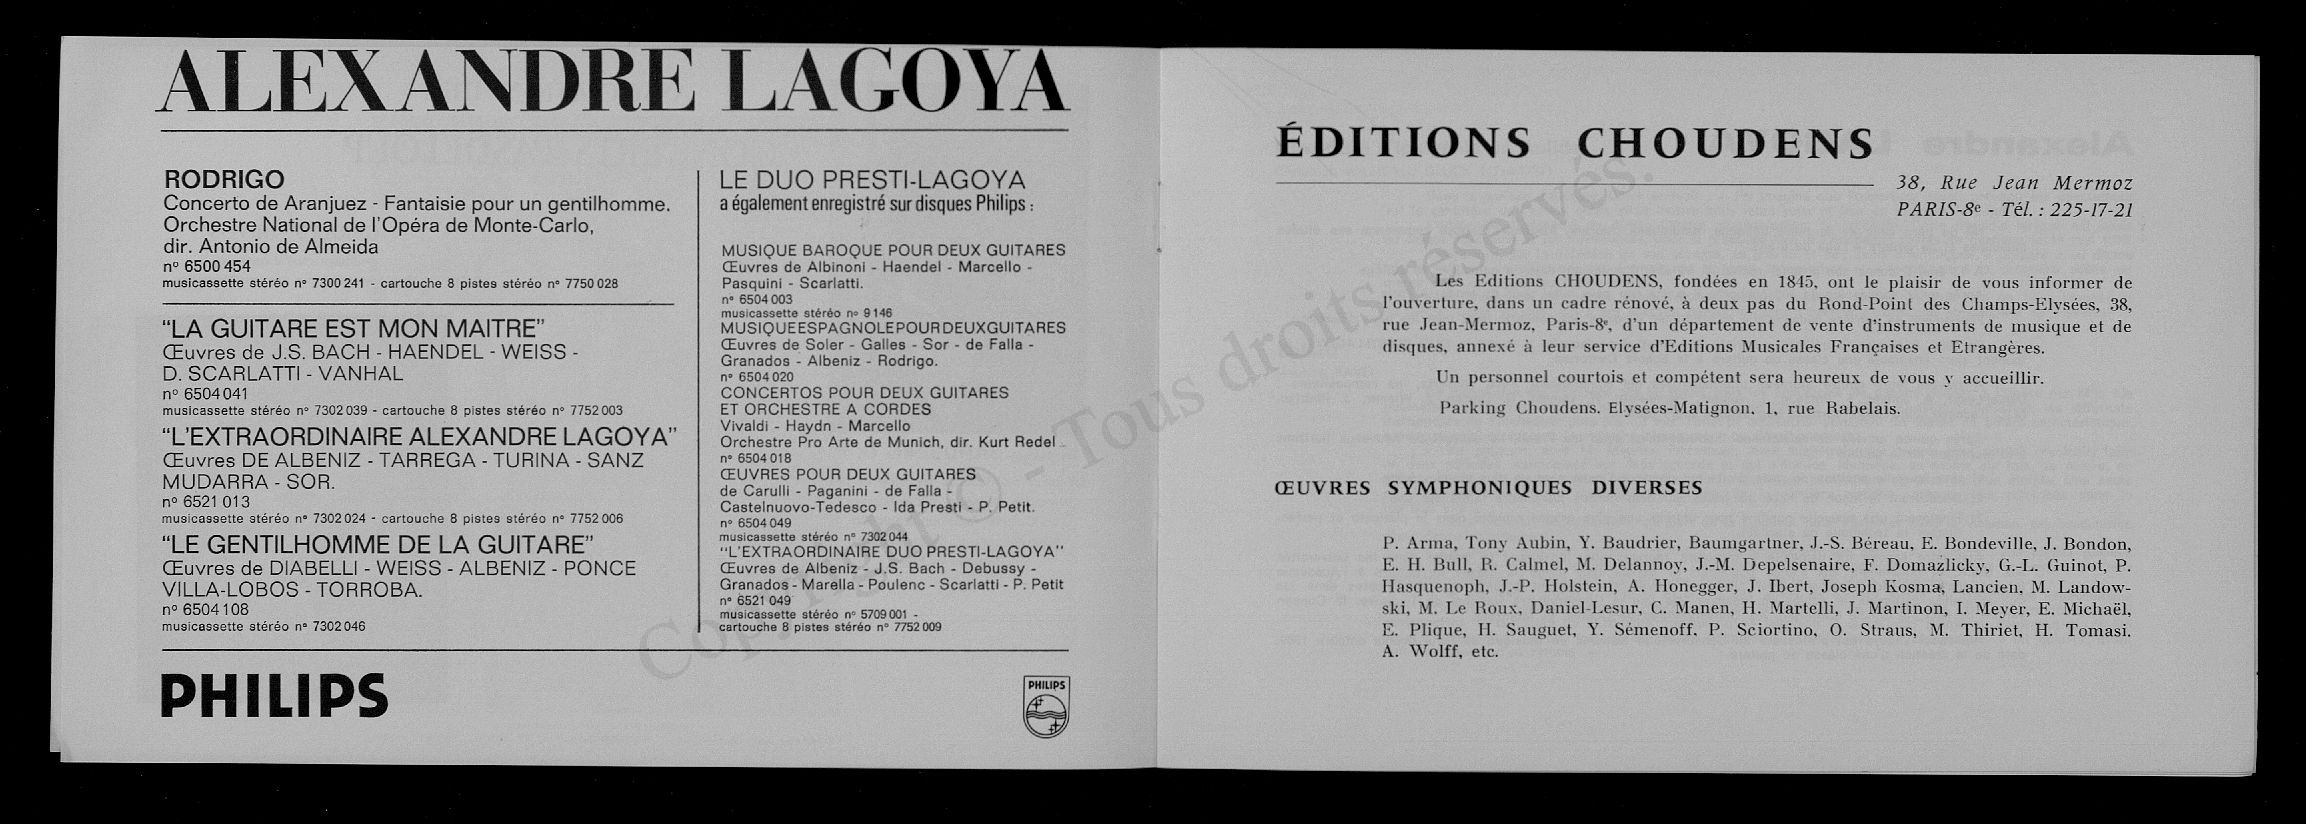 ALEXANDRE LAGOYA
RODRIGO
Concerto de Aranjuez - Fantaisie pour un gentilhomme.
Orchestre National de l'Opéra de Monte-Carlo,
dir. Antonio de Almeida
n° 6500 454
musicassette stéréo n° 7300 241 - cartouche 8 pistes stéréo n° 7750 028
"LA GUITARE EST MON MAITRE"
Œuvres de J.S. BACH - HAENDEL - WEISS -
D. SCARLATTI - VANHAL
n° 6504 041
musicassette stéréo n° 7302 039 - cartouche 8 pistes stéréo n° 7752 003
"L'EXTRAORDINAIRE ALEXANDRE LAGOYA"
Œuvres DE ALBENIZ - TARREGA - TURINA - SANZ
MUDARRA - SOR.
n° 6521 013
musicassette stéréo n° 7302 024 - cartouche 8 pistes stéréo n° 7752 006
"LE GENTILHOMME DE LA GUITARE"
Œuvres de DIABELLI - WEISS - ALBENIZ - PONCE
VILLA-LOBOS - TORROBA.
n° 6504 108
musicassette stéréo n° 7302 046
LE DUO PRESTI-LAGOYA
a également enregistré sur disques Philips :
MUSIQUE BAROQUE POUR DEUX GUITARES
Œuvres de Albinoni - Haendel - Marcello -
Pasquini - Scarlatti.
n° 6504 003
musicassette stéréo n° 9 146
MUSIQUE ESPAGNOLE POUR DEUX GUITARES
Œuvres de Soler - Galles - Sor - de Falla -
Granados - Albeniz - Rodrigo.
n° 6504 020
CONCERTOS POUR DEUX GUITARES
ET ORCHESTRE A CORDES
Vivaldi - Haydn - Marcello
Orchestre Pro Arte de Munich, dir. Kurt Redel
n° 6504 018
ŒUVRES POUR DEUX GUITARES
de Carulli - Paganini - de Falla -
Castelnuovo-Tedesco - Ida Presti - P. Petit.
n° 6504 049
musicassette stéréo n° 7302 044
"L'EXTRAORDINAIRE DUO PRESTI-LAGOYA"
Œuvres de Albeniz - J.S. Bach - Debussy -
Granados - Marella - Poulenc - Scarlatti - P. Petit
n° 6521 049
musicassette stéréo n° 5709 001 -
cartouche 8 pistes stéréo n° 7752 009
PHILIPS
PHILIPS
ÉDITIONS CHOUDENS
38, Rue Jean Mermoz
PARIS-8e - Tél. : 225-17-21
Les Editions CHOUDENS, fondées en 1845, ont le plaisir de vous informer de
l'ouverture, dans un cadre rénové, à deux pas du Rond-Point des Champs-Elysées, 38,
rue Jean-Mermoz, Paris-8e, d'un département de vente d'instruments de musique et de
disques, annexé à leur service d'Editions Musicales Françaises et Etrangères.
Un personnel courtois et compétent sera heureux de vous y accueillir.
Parking Choudens. Elysées-Matignon. 1, rue Rabelais.
ŒUVRES SYMPHONIQUES DIVERSES
P. Arma, Tony Aubin, Y. Baudrier, Baumgartner, J.-S. Béreau, E. Bondeville, J. Bondon,
E. H. Bull, R. Calmel, M. Delannoy, J.-M. Depelsenaire, F. Domazlicky, G.-L. Guinot, P.
Hasquenoph, J.-P. Holstein, A. Honegger, J. Ibert, Joseph Kosma, Lancien, M. Landow-
ski, M. Le Roux, Daniel-Lesur, C. Manen, H. Martelli, J. Martinon, I. Meyer, E. Michaël,
E. Plique, H. Sauguet, Y. Sémenoff, P. Sciortino, O. Straus, M. Thiriet, H. Tomasi.
A. Wolff, etc.
Copyright © - Tous droits réservés.